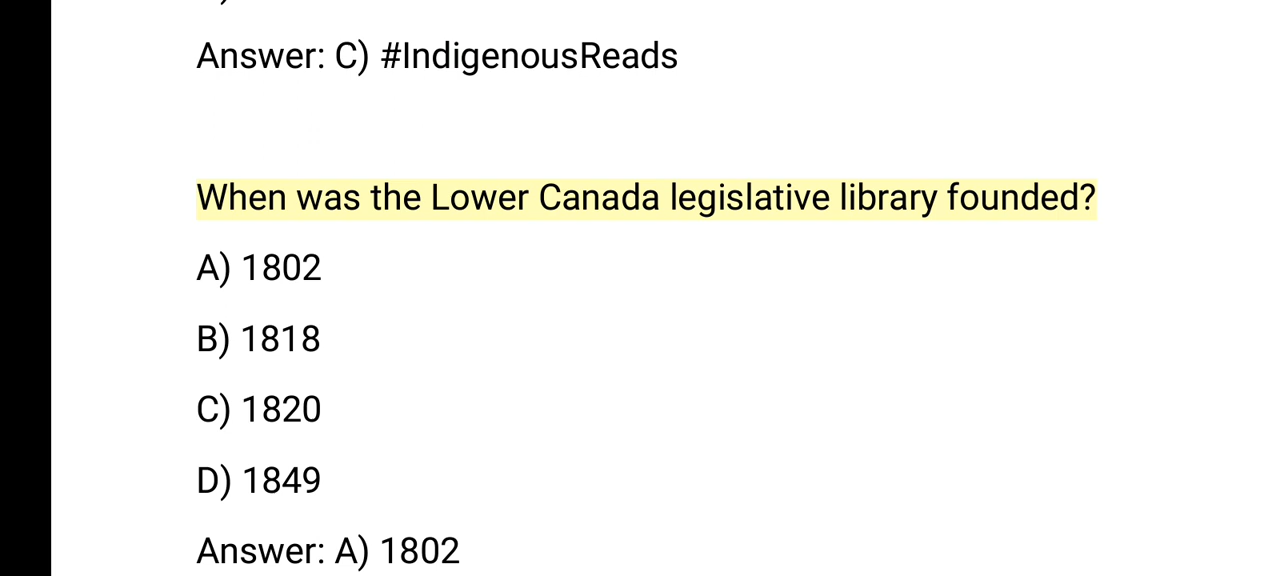 Answer: C) #IndigenousReads
When was the Lower Canada legislative library founded?
A) 1802
B) 1818
C) 1820
D) 1849
Answer: A) 1802